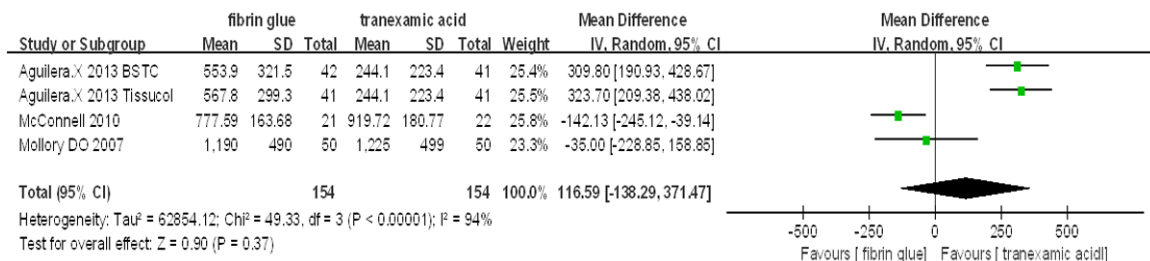 fibrin glue tranexamic acid Mean Difference Mean Difference
Study or Subgroup Mean SD Total Mean SD Total Weight IV, Random, 95% CI IV, Random, 95% CI
Aguilera.X 2013 BSTC 553.9 321.5 42 244.1 223.4 41 25.4% 309.80 [190.93, 428.67]
Aguilera.X 2013 Tissucol 567.8 299.3 41 244.1 223.4 41 25.5% 323.70 [209.38, 438.02]
McConnell 2010 777.59 163.68 21 919.72 180.77 22 25.8% -142.13 [-245.12, -39.14]
Mollory DO 2007 1,190 490 50 1,225 499 50 23.3% -35.00 [-228.85, 158.85]
Total (95% CI) 154 154 100.0% 116.59 [-138.29, 371.47]
Heterogeneity: Tau² = 62854.12; Chi² = 49.33, df = 3 (P < 0.00001); I² = 94%
Test for overall effect: Z = 0.90 (P = 0.37)
-500 -250 0 250 500
Favours [ fibrin glue] Favours [ tranexamic acidl]